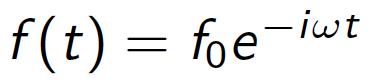 f(t) = f₀e^{-iωt}